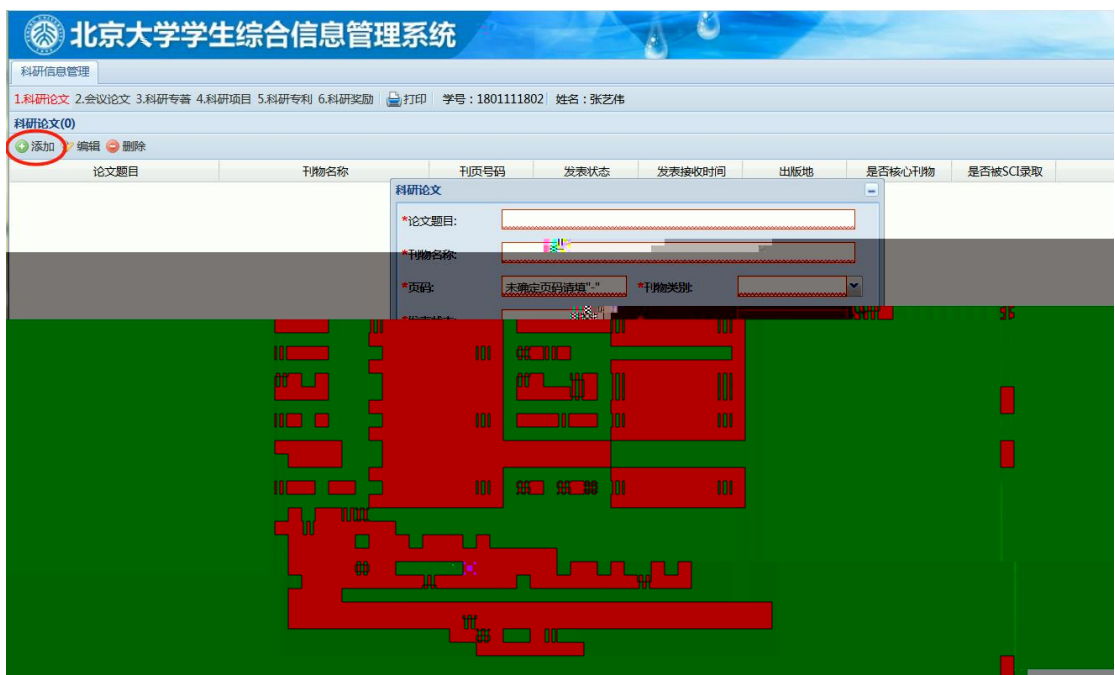 北京大学学生综合信息管理系统
科研信息管理
1.科研论文 2.会议论文 3.科研专著 4.科研项目 5.科研专利 6.科研奖励 打印 学号：1801111802 姓名：张艺伟
科研论文(0)
添加 编辑 删除
论文题目 刊物名称 刊页号码 发表状态 发表接收时间 出版地 是否核心刊物 是否被SCI录取
科研论文
*论文题目:
*刊物名称:
*页码: 未确定页码请填"-" *刊物类别: